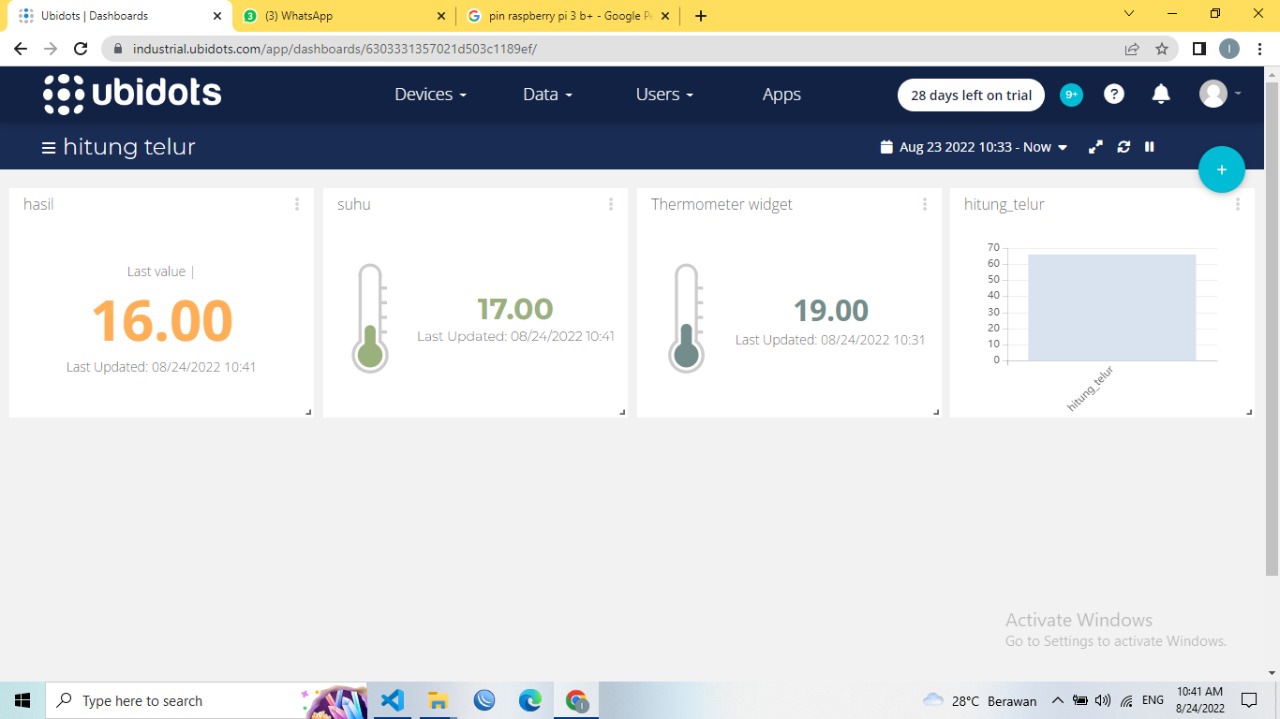 Ubidots | Dashboards
(3) WhatsApp
pin raspberry pi 3 b+ - Google Pe
industrial.ubidots.com/app/dashboards/6303331357021d503c1189ef/
I
ubidots
Devices
Data
Users
Apps
28 days left on trial
9+
?
hitung telur
Aug 23 2022 10:33 - Now
+
hasil
Last value |
16.00
Last Updated: 08/24/2022 10:41
suhu
17.00
Last Updated: 08/24/2022 10:41
Thermometer widget
19.00
Last Updated: 08/24/2022 10:31
hitung_telur
70
60
50
40
30
20
10
0
hitung_telur
Activate Windows
Go to Settings to activate Windows.
Type here to search
28°C Berawan
ENG
10:41 AM
8/24/2022